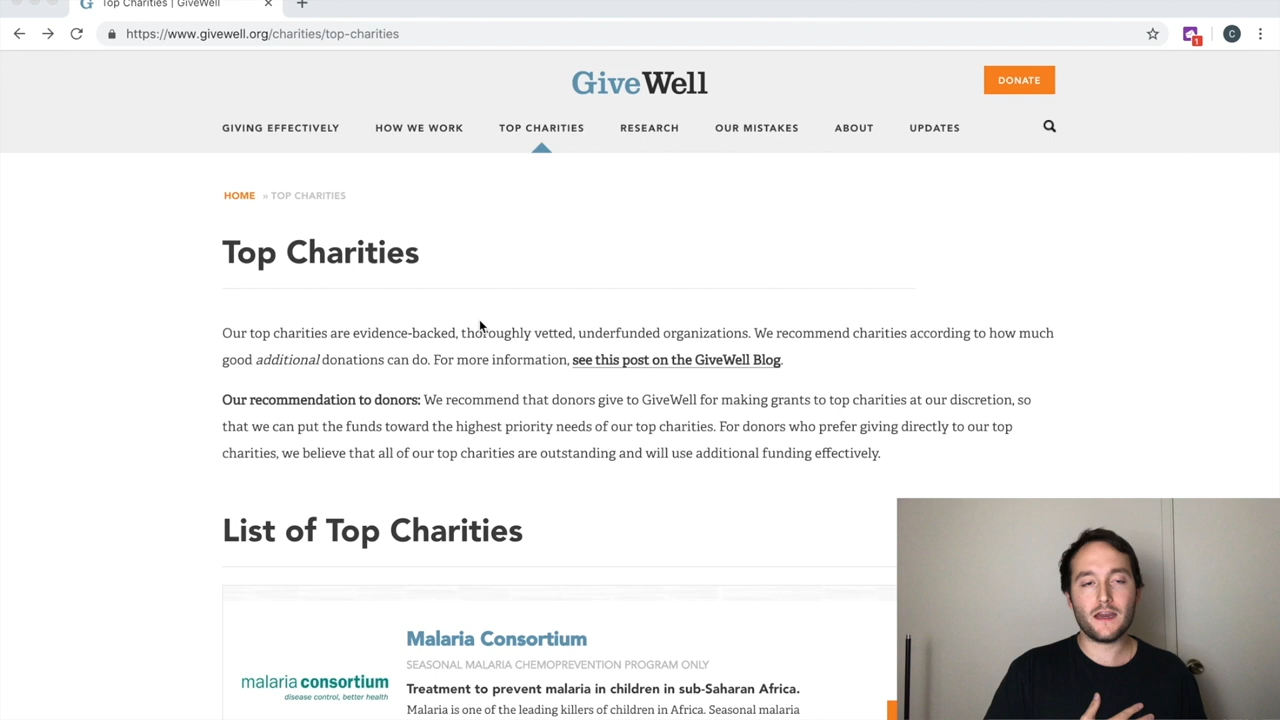 Top Charities | GiveWell
https://www.givewell.org/charities/top-charities
1
C
GiveWell
DONATE
GIVING EFFECTIVELY HOW WE WORK TOP CHARITIES RESEARCH OUR MISTAKES ABOUT UPDATES
HOME » TOP CHARITIES
Top Charities
Our top charities are evidence-backed, thoroughly vetted, underfunded organizations. We recommend charities according to how much
good additional donations can do. For more information, see this post on the GiveWell Blog.
Our recommendation to donors: We recommend that donors give to GiveWell for making grants to top charities at our discretion, so
that we can put the funds toward the highest priority needs of our top charities. For donors who prefer giving directly to our top
charities, we believe that all of our top charities are outstanding and will use additional funding effectively.
List of Top Charities
Malaria Consortium
SEASONAL MALARIA CHEMOPREVENTION PROGRAM ONLY
malaria consortium
disease control, better health
Treatment to prevent malaria in children in sub-Saharan Africa.
Malaria is one of the leading killers of children in Africa. Seasonal malaria